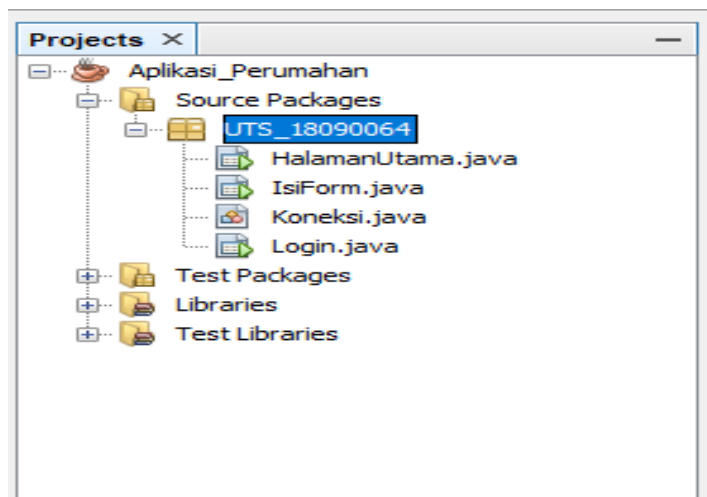 Projects
Aplikasi_Perumahan
Source Packages
UTS_18090064
HalamanUtama.java
IsiForm.java
Koneksi.java
Login.java
Test Packages
Libraries
Test Libraries